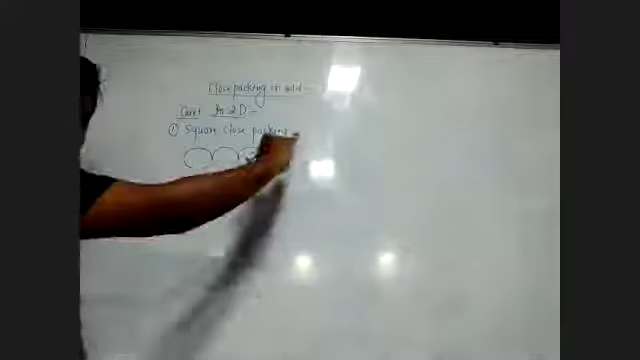 Close packing in solid
Case I In 2D -
① Square close packing